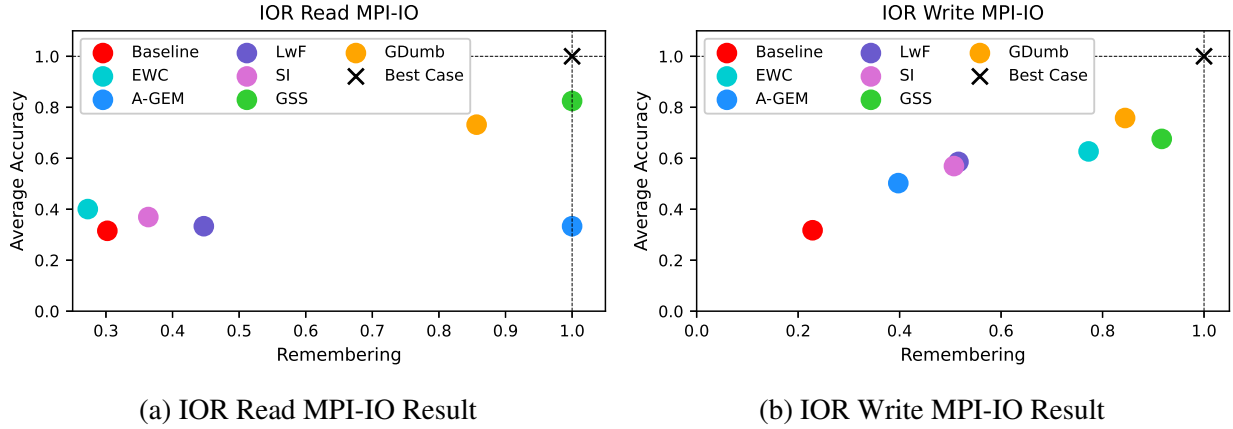 IOR Read MPI-IO
Baseline LwF GDumb
EWC SI Best Case
A-GEM GSS
Average Accuracy
1.0
0.8
0.6
0.4
0.2
0.0
0.3 0.4 0.5 0.6 0.7 0.8 0.9 1.0
Remembering
(a) IOR Read MPI-IO Result
IOR Write MPI-IO
Baseline LwF GDumb
EWC SI Best Case
A-GEM GSS
Average Accuracy
1.0
0.8
0.6
0.4
0.2
0.0
0.0 0.2 0.4 0.6 0.8 1.0
Remembering
(b) IOR Write MPI-IO Result